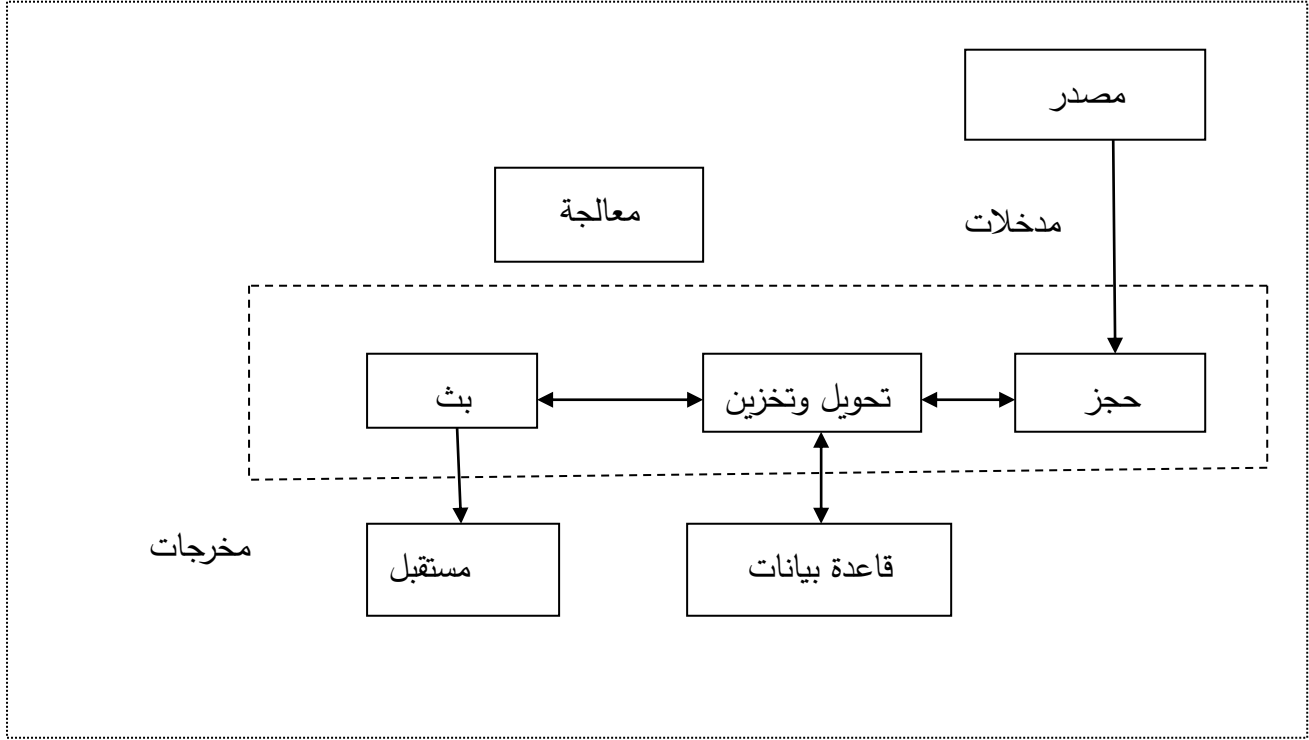 مصدر
معالجة
مدخلات
حجز
تحويل وتخزين
بث
مخرجات
قاعدة بيانات
مستقبل